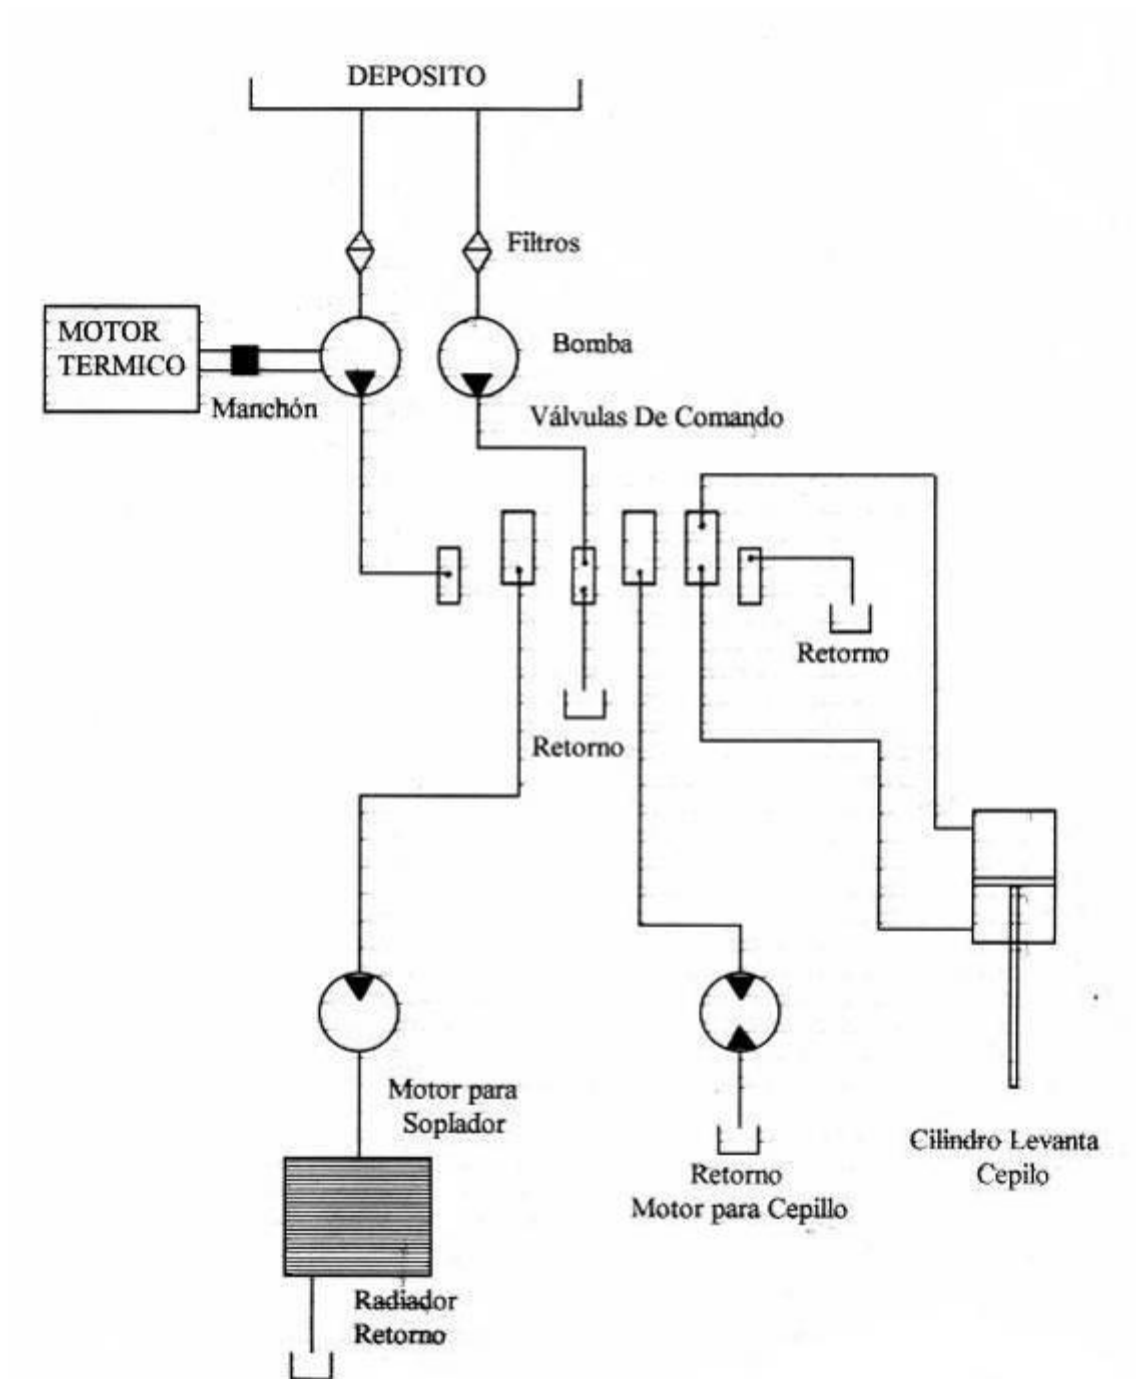 DEPOSITO
Filtros
MOTOR
TERMICO
Bomba
Manchón
Válvulas De Comando
Retorno
Retorno
Motor para
Soplador
Cilindro Levanta
Cepilo
Retorno
Motor para Cepillo
Radiador
Retorno